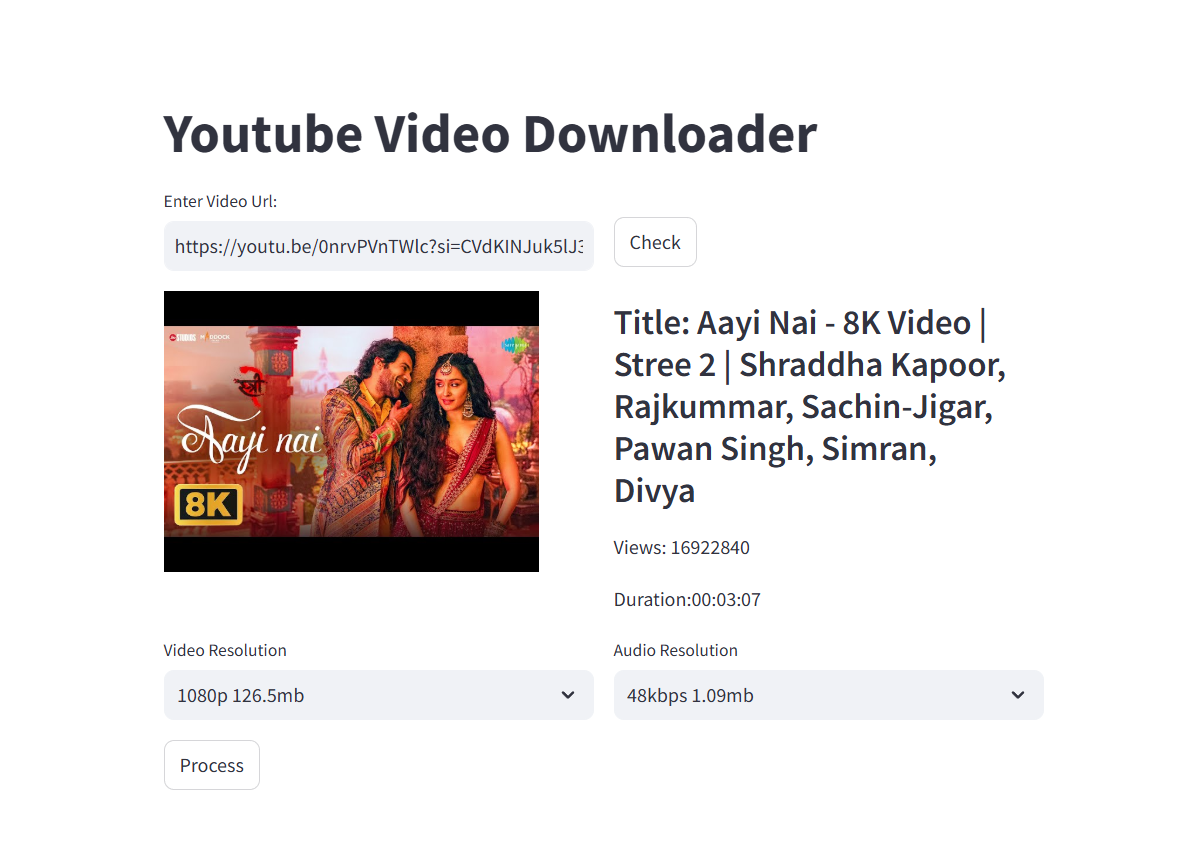 Youtube Video Downloader
Enter Video Url:
https://youtu.be/0nrvPVnTWlc?si=CVdKINJuk5lJ3
Check
STUDIOS
MADDOCK
स्त्री
Aayi nai
8K
Title: Aayi Nai - 8K Video |
Stree 2 | Shraddha Kapoor,
Rajkummar, Sachin-Jigar,
Pawan Singh, Simran,
Divya
Views: 16922840
Duration:00:03:07
Video Resolution
1080p 126.5mb
Audio Resolution
48kbps 1.09mb
Process